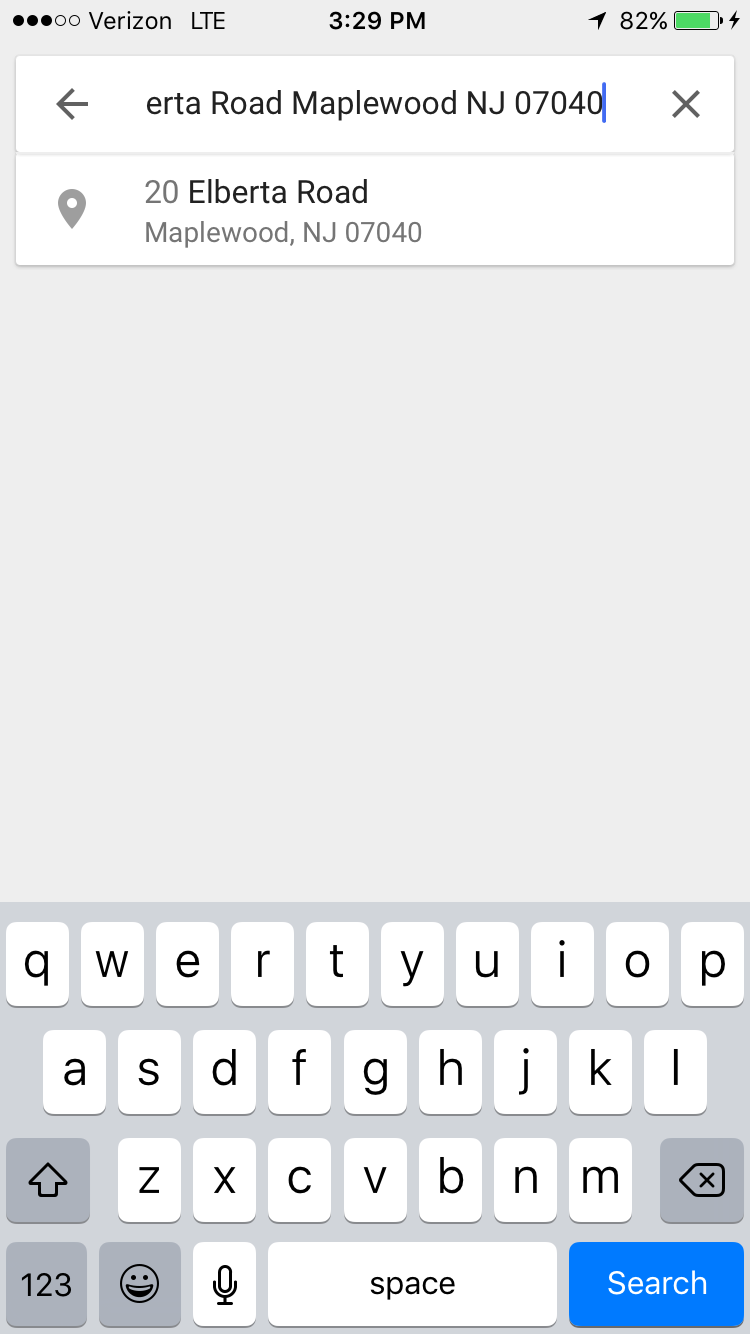 Verizon LTE 3:29 PM 82%
erta Road Maplewood NJ 07040
20 Elberta Road
Maplewood, NJ 07040
q w e r t y u i o p
a s d f g h j k l
z x c v b n m
123 space Search